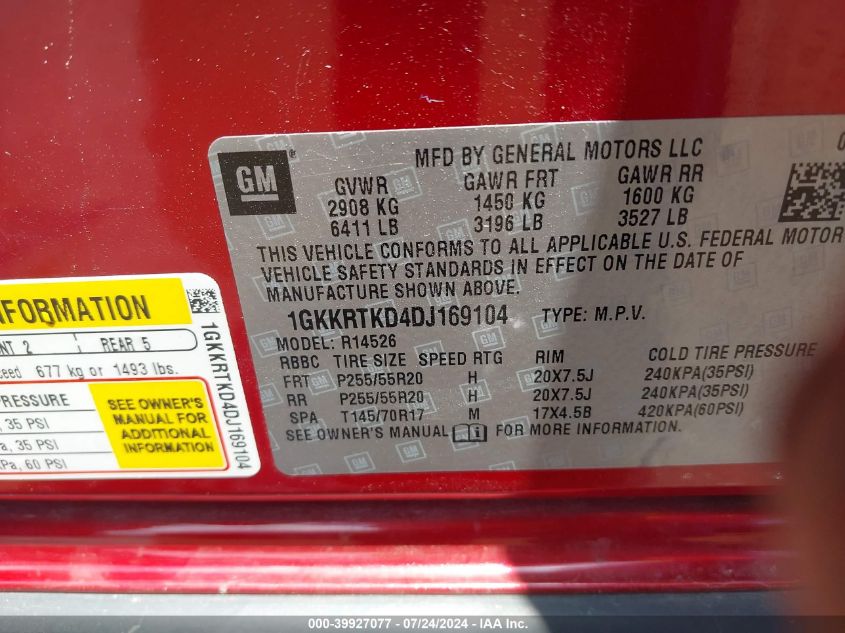 GM
MFD BY GENERAL MOTORS LLC
GVWR GAWR FRT GAWR RR
2908 KG 1450 KG 1600 KG
6411 LB 3196 LB 3527 LB
THIS VEHICLE CONFORMS TO ALL APPLICABLE U.S. FEDERAL MOTOR
VEHICLE SAFETY STANDARDS IN EFFECT ON THE DATE OF
MANUFACTURE SHOWN ABOVE.
1GKKRTKD4DJ169104 TYPE: M.P.V.
MODEL: R14526
RBBC TIRE SIZE SPEED RTG RIM COLD TIRE PRESSURE
FRT P255/55R20 H 20X7.5J 240KPA(35PSI)
RR P255/55R20 H 20X7.5J 240KPA(35PSI)
SPA T145/70R17 M 17X4.5B 420KPA(60PSI)
SEE OWNER'S MANUAL FOR MORE INFORMATION.
NFORMATION
NT 2 REAR 5
ceed 677 kg or 1493 lbs.
PRESSURE
, 35 PSI
a, 35 PSI
Pa, 60 PSI
SEE OWNER'S
MANUAL FOR
ADDITIONAL
INFORMATION
1GKKRTKD4DJ169104
000-39927077 - 07/24/2024 - IAA, Inc.